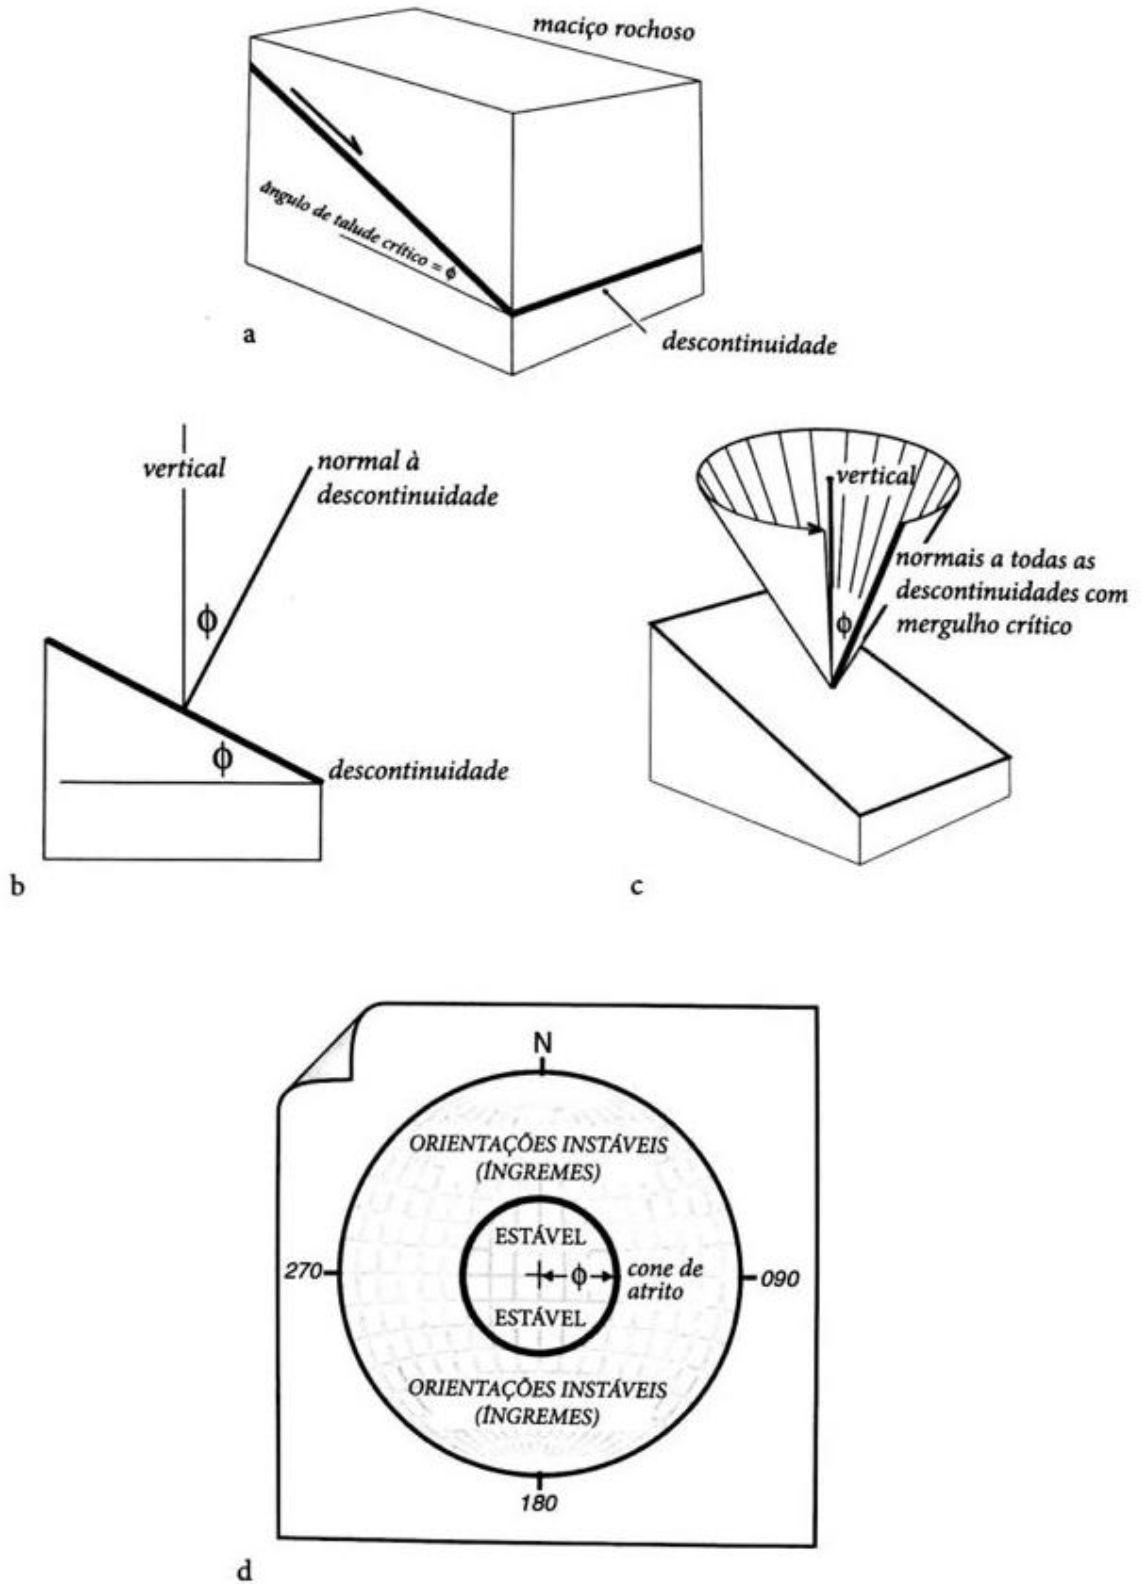 maciço rochoso
ângulo de talude crítico = ϕ
a
descontinuidade
vertical
normal à
descontinuidade
ϕ
ϕ
descontinuidade
b
vertical
normais a todas as
descontinuidades com
mergulho crítico
ϕ
c
N
ORIENTAÇÕES INSTÁVEIS
(ÍNGREMES)
ESTÁVEL
270
ϕ
cone de
atrito
090
ESTÁVEL
ORIENTAÇÕES INSTÁVEIS
(ÍNGREMES)
180
d